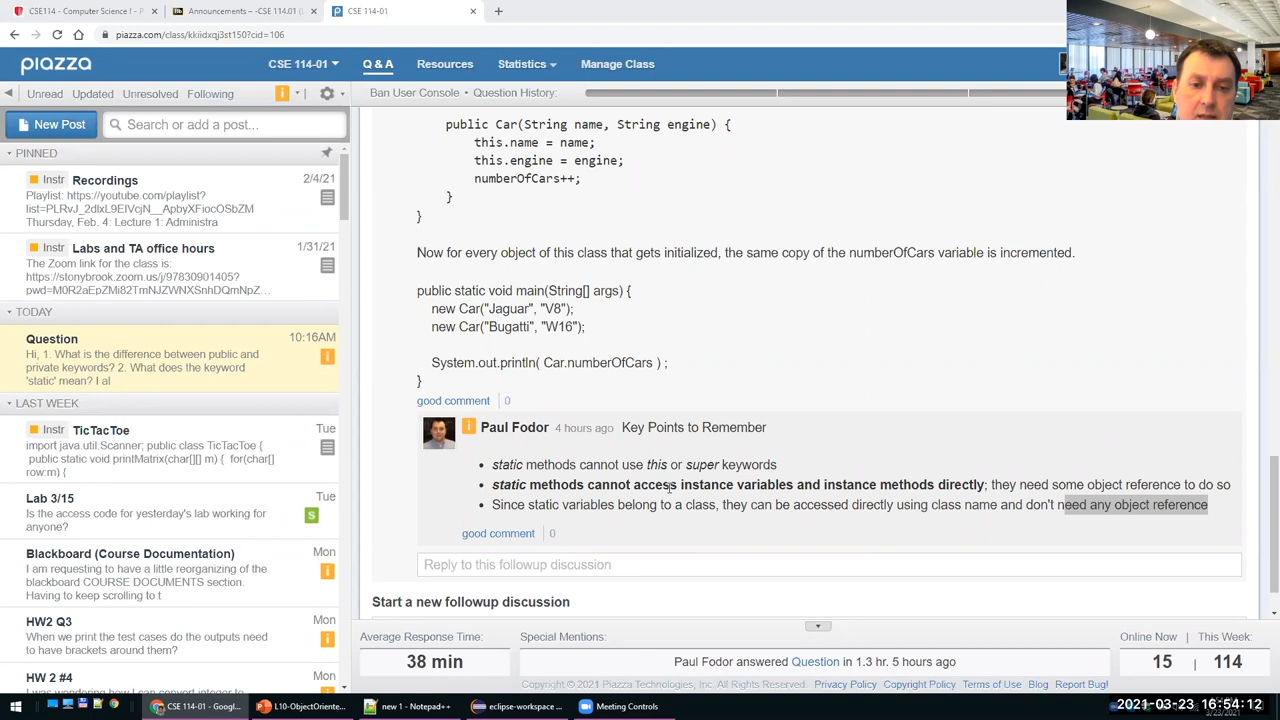 CSE114 - Computer Science I - P
Announcements – -CSE 114.01 (
CSE 114-01
piazza.com/class/kkiidxqj3st150?cid=106
piazza
CSE 114-01
Q & A
Resources
Statistics
Manage Class
Unread
Updated
Unresolved
Following
Ban User Console • Question History:
New Post
Search or add a post...
PINNED
Instr Recordings 2/4/21
Playlist: https://youtube.com/playlist?
list=PLRvJ_2dlxL9EIVcjN__ApbyXFiocOSbZM
Thursday, Feb. 4: Lecture 1: Administra
Instr Labs and TA office hours 1/31/21
The Zoom link for the class is:
https://stonybrook.zoom.us/j/97830901405?
pwd=M0R2aEpZMi82TmNJZWNXSnhDQmNpZ...
TODAY
Question 10:16AM
Hi, 1. What is the difference between public and
private keywords? 2. What does the keyword
'static' mean? I al
LAST WEEK
Instr TicTacToe Tue
import java.util.Scanner; public class TicTacToe {
public static void printMatrix(char[][] m) { for(char[]
row:m) {
Lab 3/15 Tue
Is the access code for yesterday's lab working for
anyone?
S
Blackboard (Course Documentation) Mon
I am requesting to have a little reorganizing of the
blackboard COURSE DOCUMENTS section.
Having to keep scrolling to t
HW2 Q3 Mon
When we print the test cases do the outputs need
to have brackets around them?
HW 2 #4 Mon
I was wondering how I can convert integer to
public Car(String name, String engine) {
this.name = name;
this.engine = engine;
numberOfCars++;
}
}
Now for every object of this class that gets initialized, the same copy of the numberOfCars variable is incremented.
public static void main(String[] args) {
new Car("Jaguar", "V8");
new Car("Bugatti", "W16");
System.out.println( Car.numberOfCars ) ;
}
good comment 0
Paul Fodor 4 hours ago Key Points to Remember
• static methods cannot use this or super keywords
• static methods cannot access instance variables and instance methods directly; they need some object reference to do so
• Since static variables belong to a class, they can be accessed directly using class name and don't need any object reference
good comment 0
Reply to this followup discussion
Start a new followup discussion
Average Response Time:
38 min
Special Mentions:
Paul Fodor answered Question in 1.3 hr. 5 hours ago
Online Now | This Week:
15 | 114
Copyright © 2021 Piazza Technologies, Inc. All Rights Reserved. Privacy Policy Copyright Policy Terms of Use Blog Report Bug!
CSE 114-01 - Googl...
L10-ObjectOriente...
new 1 - Notepad++
eclipse-workspace ...
Meeting Controls
2021-03-23 16:54:12